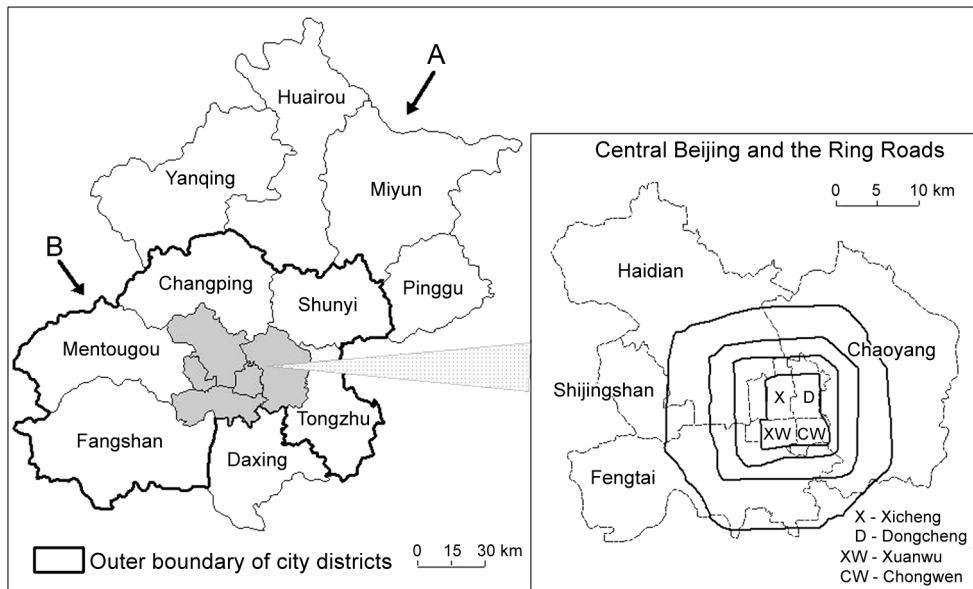 A
Huairou
Yanqing
Miyun
B
Changping
Shunyi
Pinggu
Mentougou
Tongzhu
Fangshan
Daxing
Outer boundary of city districts
0 15 30 km
Central Beijing and the Ring Roads
0 5 10 km
Haidian
Chaoyang
Shijingshan
X D
XW CW
Fengtai
X - Xicheng
D - Dongcheng
XW - Xuanwu
CW - Chongwen